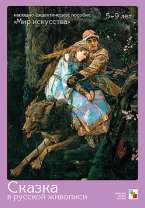 наглядно-дидактическое пособие
«Мир искусства»
5–9 лет
Сказка
в русской живописи